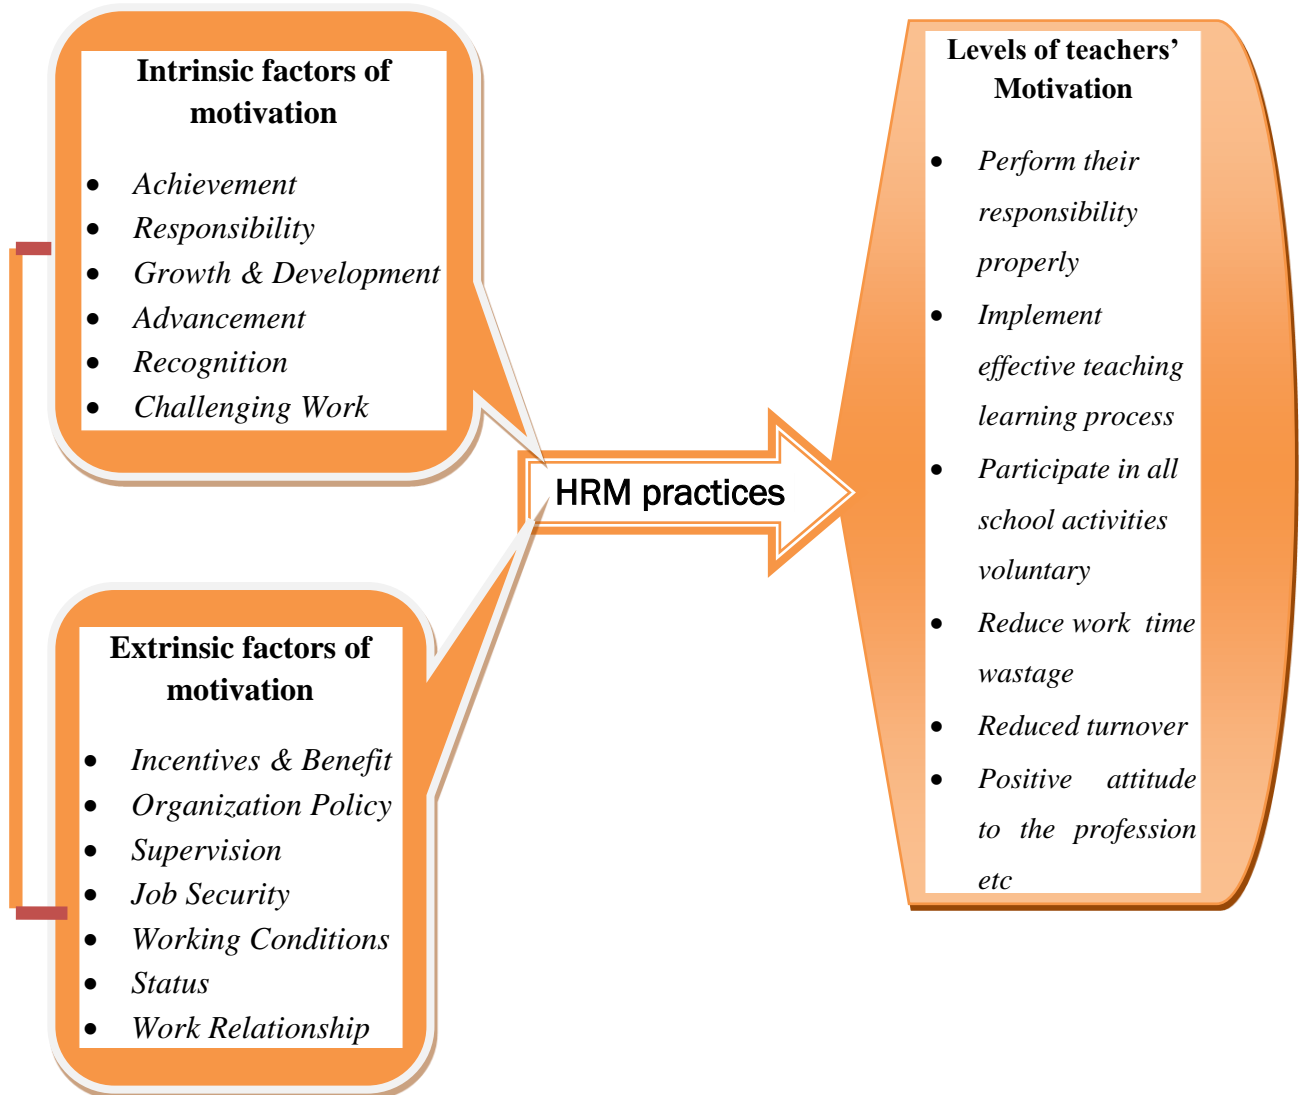 Intrinsic factors of
motivation
• Achievement
• Responsibility
• Growth & Development
• Advancement
• Recognition
• Challenging Work
Extrinsic factors of
motivation
• Incentives & Benefit
• Organization Policy
• Supervision
• Job Security
• Working Conditions
• Status
• Work Relationship
HRM practices
Levels of teachers’
Motivation
• Perform their
responsibility
properly
• Implement
effective teaching
learning process
• Participate in all
school activities
voluntary
• Reduce work time
wastage
• Reduced turnover
• Positive attitude
to the profession
etc